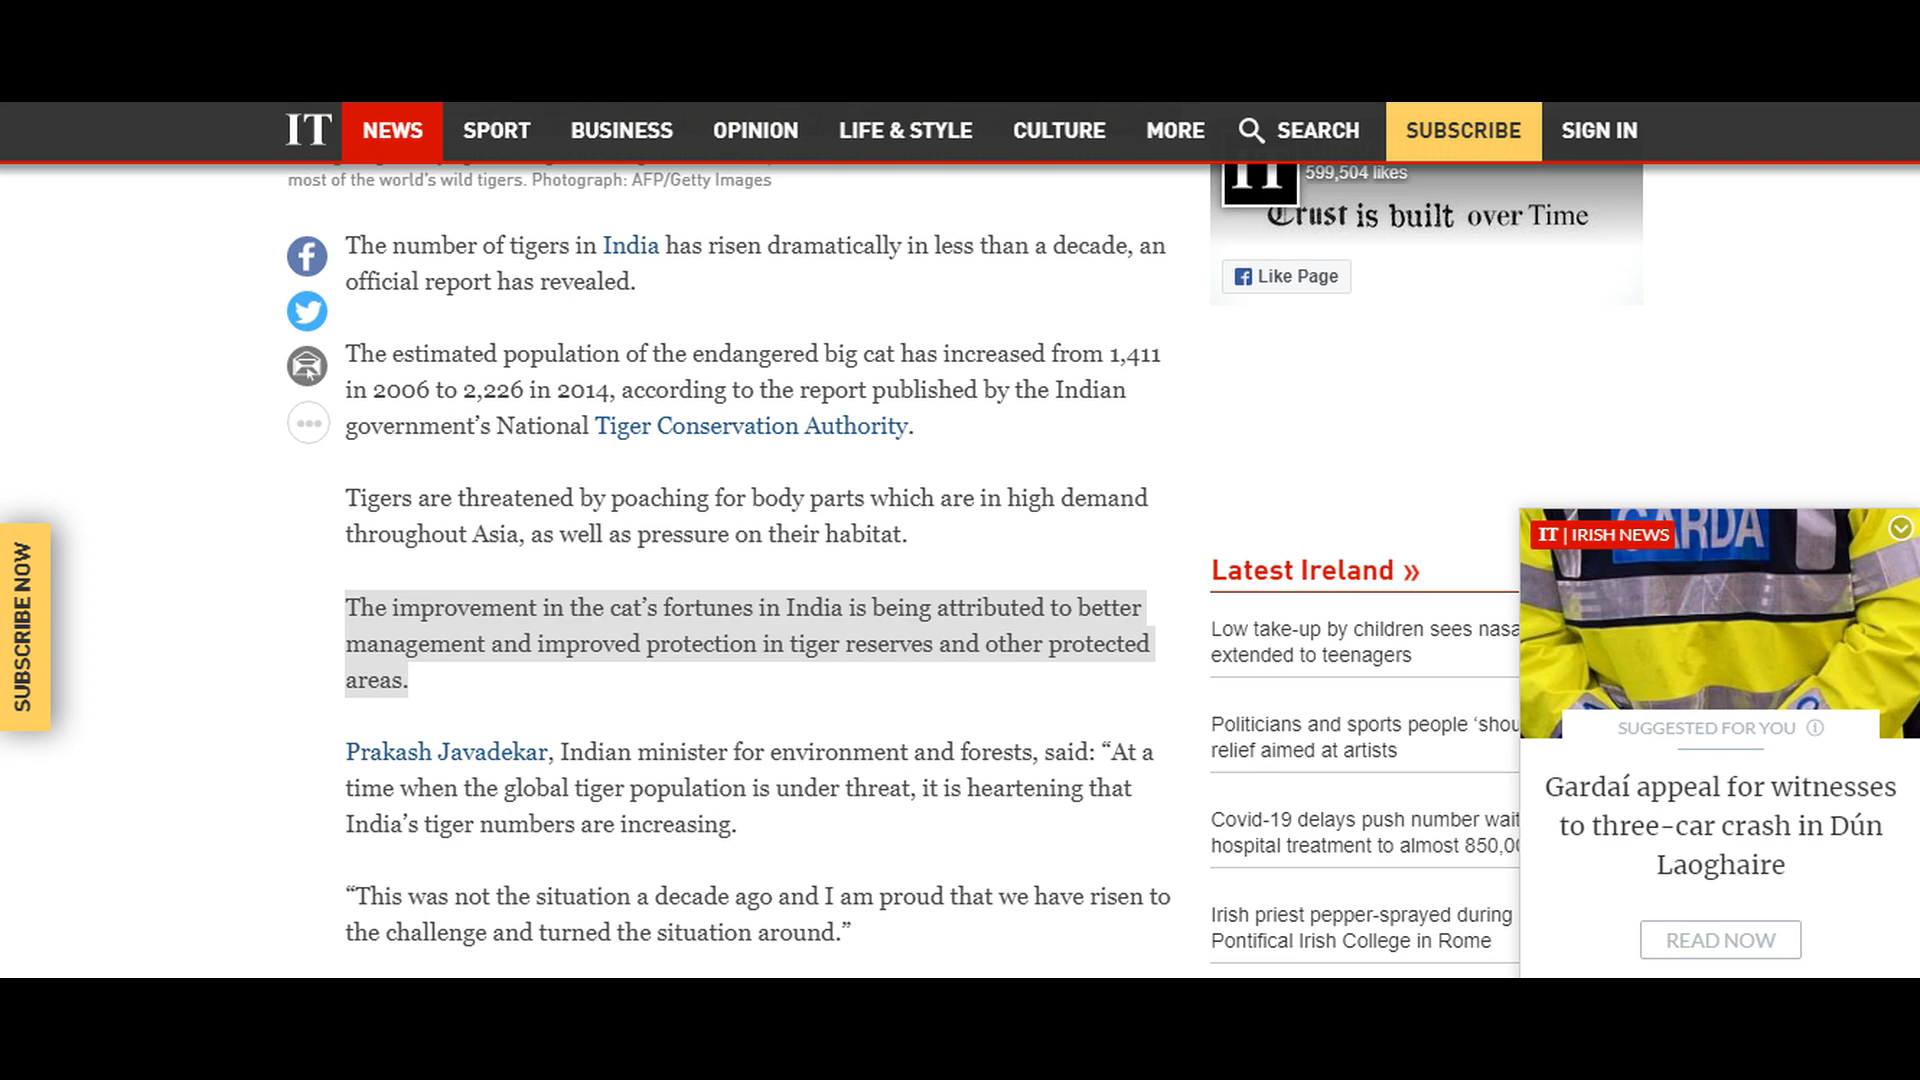 IT NEWS SPORT BUSINESS OPINION LIFE & STYLE CULTURE MORE SEARCH SUBSCRIBE SIGN IN
most of the world's wild tigers. Photograph: AFP/Getty Images
The number of tigers in India has risen dramatically in less than a decade, an
official report has revealed.
The estimated population of the endangered big cat has increased from 1,411
in 2006 to 2,226 in 2014, according to the report published by the Indian
government's National Tiger Conservation Authority.
Tigers are threatened by poaching for body parts which are in high demand
throughout Asia, as well as pressure on their habitat.
The improvement in the cat's fortunes in India is being attributed to better
management and improved protection in tiger reserves and other protected
areas.
Prakash Javadekar, Indian minister for environment and forests, said: “At a
time when the global tiger population is under threat, it is heartening that
India's tiger numbers are increasing.
“This was not the situation a decade ago and I am proud that we have risen to
the challenge and turned the situation around.”
SUBSCRIBE NOW
IT
599,504 likes
Trust is built over Time
Like Page
Latest Ireland »
Low take-up by children sees
extended to teenagers
Politicians and sports people
relief aimed at artists
Covid-19 delays push number
hospital treatment to almost
Irish priest pepper-sprayed during
Pontifical Irish College in Rome
GARDA
IT | IRISH NEWS
SUGGESTED FOR YOU
Gardaí appeal for witnesses
to three-car crash in Dún
Laoghaire
READ NOW